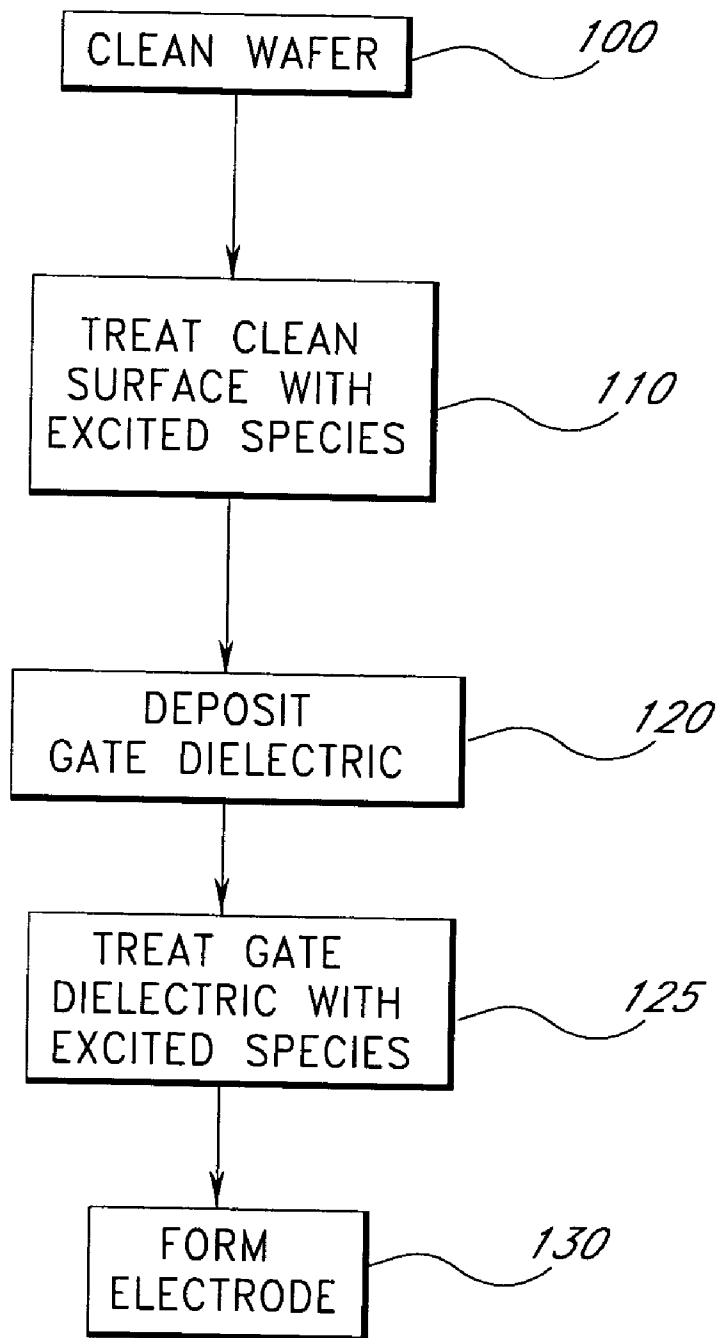 CLEAN WAFER
100
TREAT CLEAN
SURFACE WITH
EXCITED SPECIES
110
DEPOSIT
GATE DIELECTRIC
120
TREAT GATE
DIELECTRIC WITH
EXCITED SPECIES
125
FORM
ELECTRODE
130